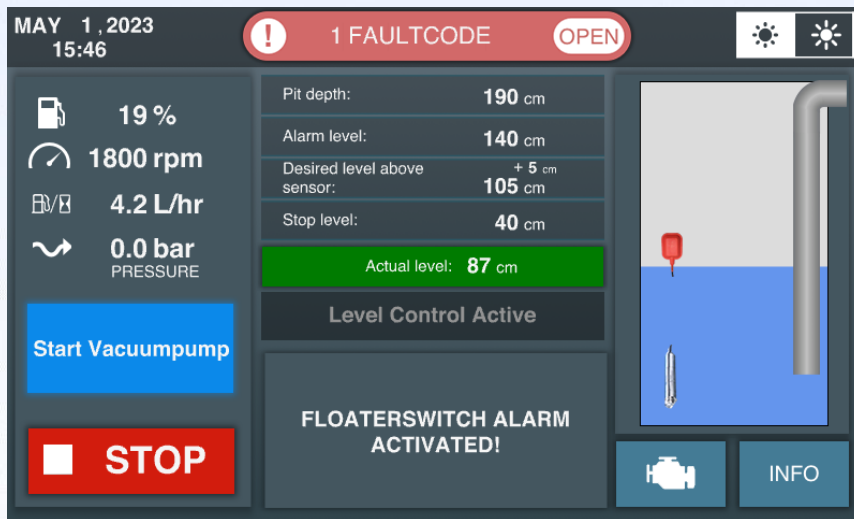 MAY 1,2023
15:46
! 1 FAULTCODE OPEN
19 %
1800 rpm
4.2 L/hr
0.0 bar
PRESSURE
Start Vacuumpump
STOP
Pit depth: 190 cm
Alarm level: 140 cm
Desired level above sensor: + 5 cm
105 cm
Stop level: 40 cm
Actual level: 87 cm
Level Control Active
FLOATERSWITCH ALARM
ACTIVATED!
INFO